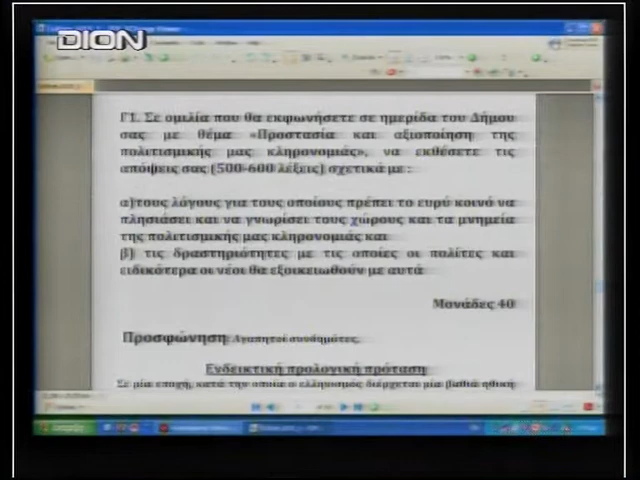 DION
Γ1. Σε ομιλία που θα εκφωνήσετε σε ημερίδα του Δήμου
σας με θέμα «Προστασία και αξιοποίηση της
πολιτισμικής μας κληρονομιάς», να εκθέσετε τις
απόψεις σας (500-600 λέξεις) σχετικά με :
α)τους λόγους για τους οποίους πρέπει το ευρύ κοινό να
πλησιάσει και να γνωρίσει τους χώρους και τα μνημεία
της πολιτισμικής μας κληρονομιάς και
β) τις δραστηριότητες με τις οποίες οι πολίτες και
ειδικότερα οι νέοι θα εξοικειωθούν με αυτά
Μονάδες 40
Προσφώνηση: Αγαπητοί συνδημότες,
Ενδεικτική προλογική πρόταση
Σε μία εποχή, κατά την οποία ο ελληνισμός διέρχεται μία βαθιά ηθική